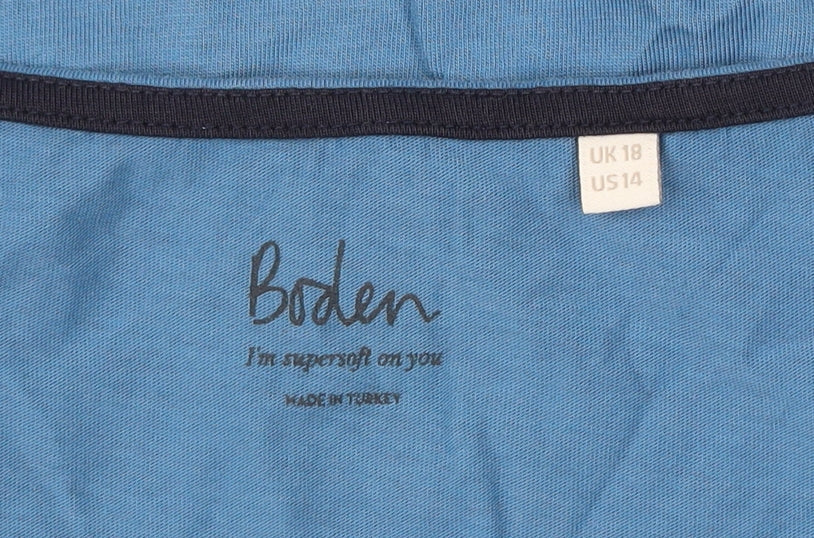 UK 18
US 14
Boden
I'm supersoft on you
MADE IN TURKEY